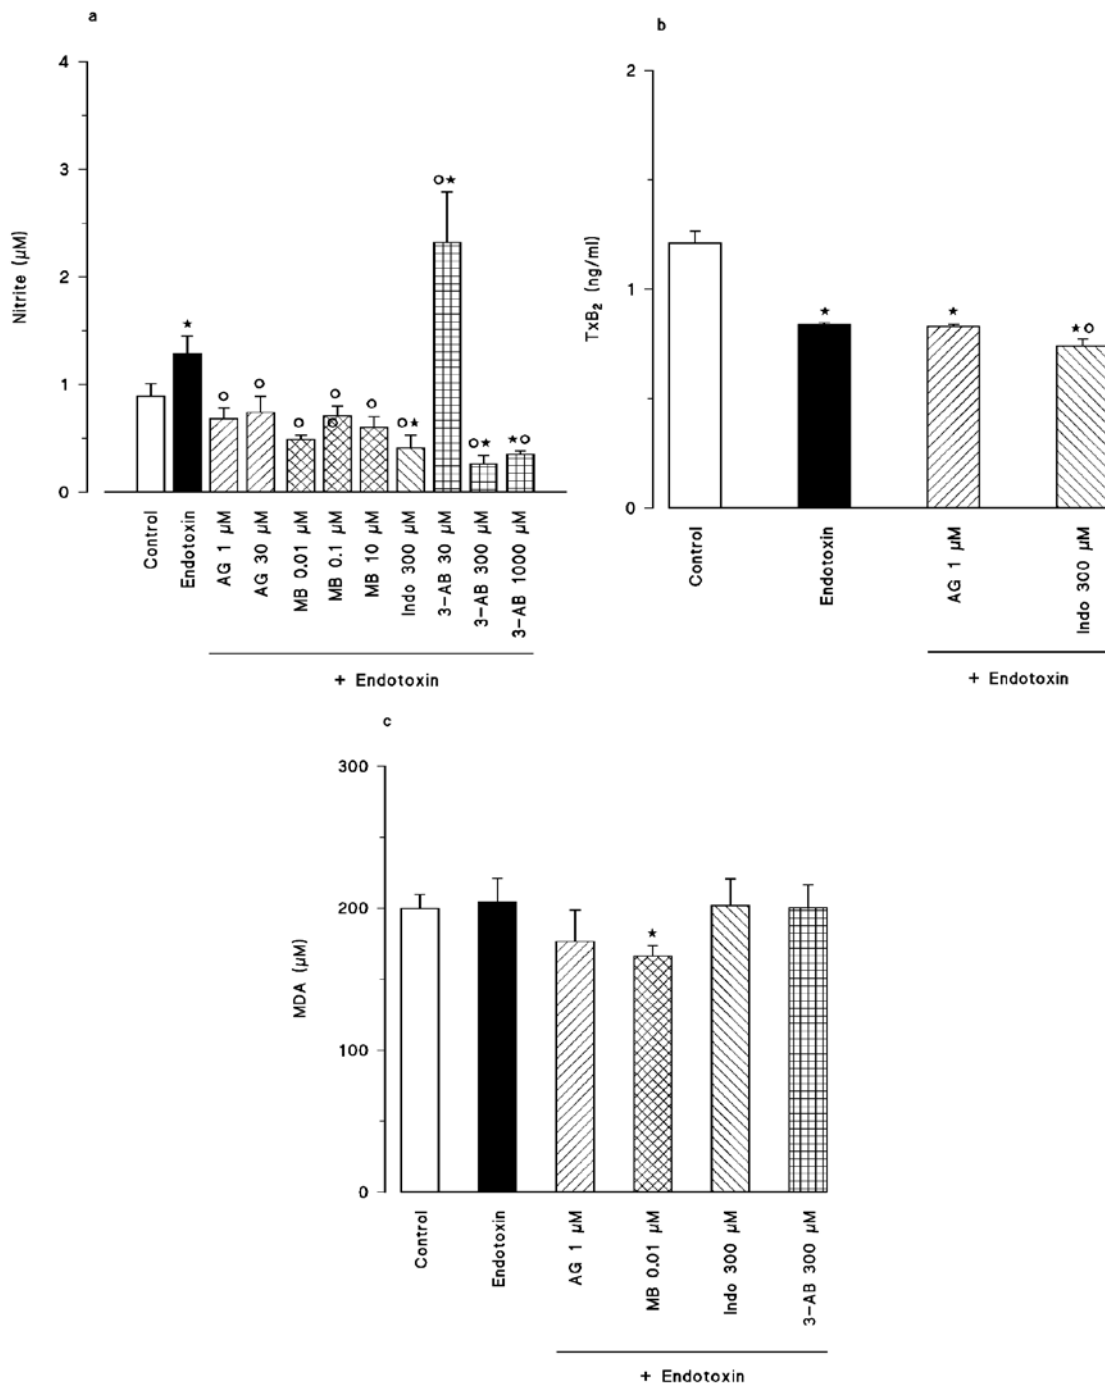 a
4
3
2
1
0
Nitrite (µM)
○★
★
○
○
○
○
○
○
○★
○★
★○
Control
Endotoxin
AG 1 µM
AG 30 µM
MB 0.01 µM
MB 0.1 µM
MB 10 µM
Indo 300 µM
3-AB 30 µM
3-AB 300 µM
3-AB 1000 µM
+ Endotoxin
b
2
1
0
TxB₂ (ng/ml)
★
★
★○
Control
Endotoxin
AG 1 µM
Indo 300 µM
+ Endotoxin
c
300
200
100
0
MDA (µM)
★
Control
Endotoxin
AG 1 µM
MB 0.01 µM
Indo 300 µM
3-AB 300 µM
+ Endotoxin